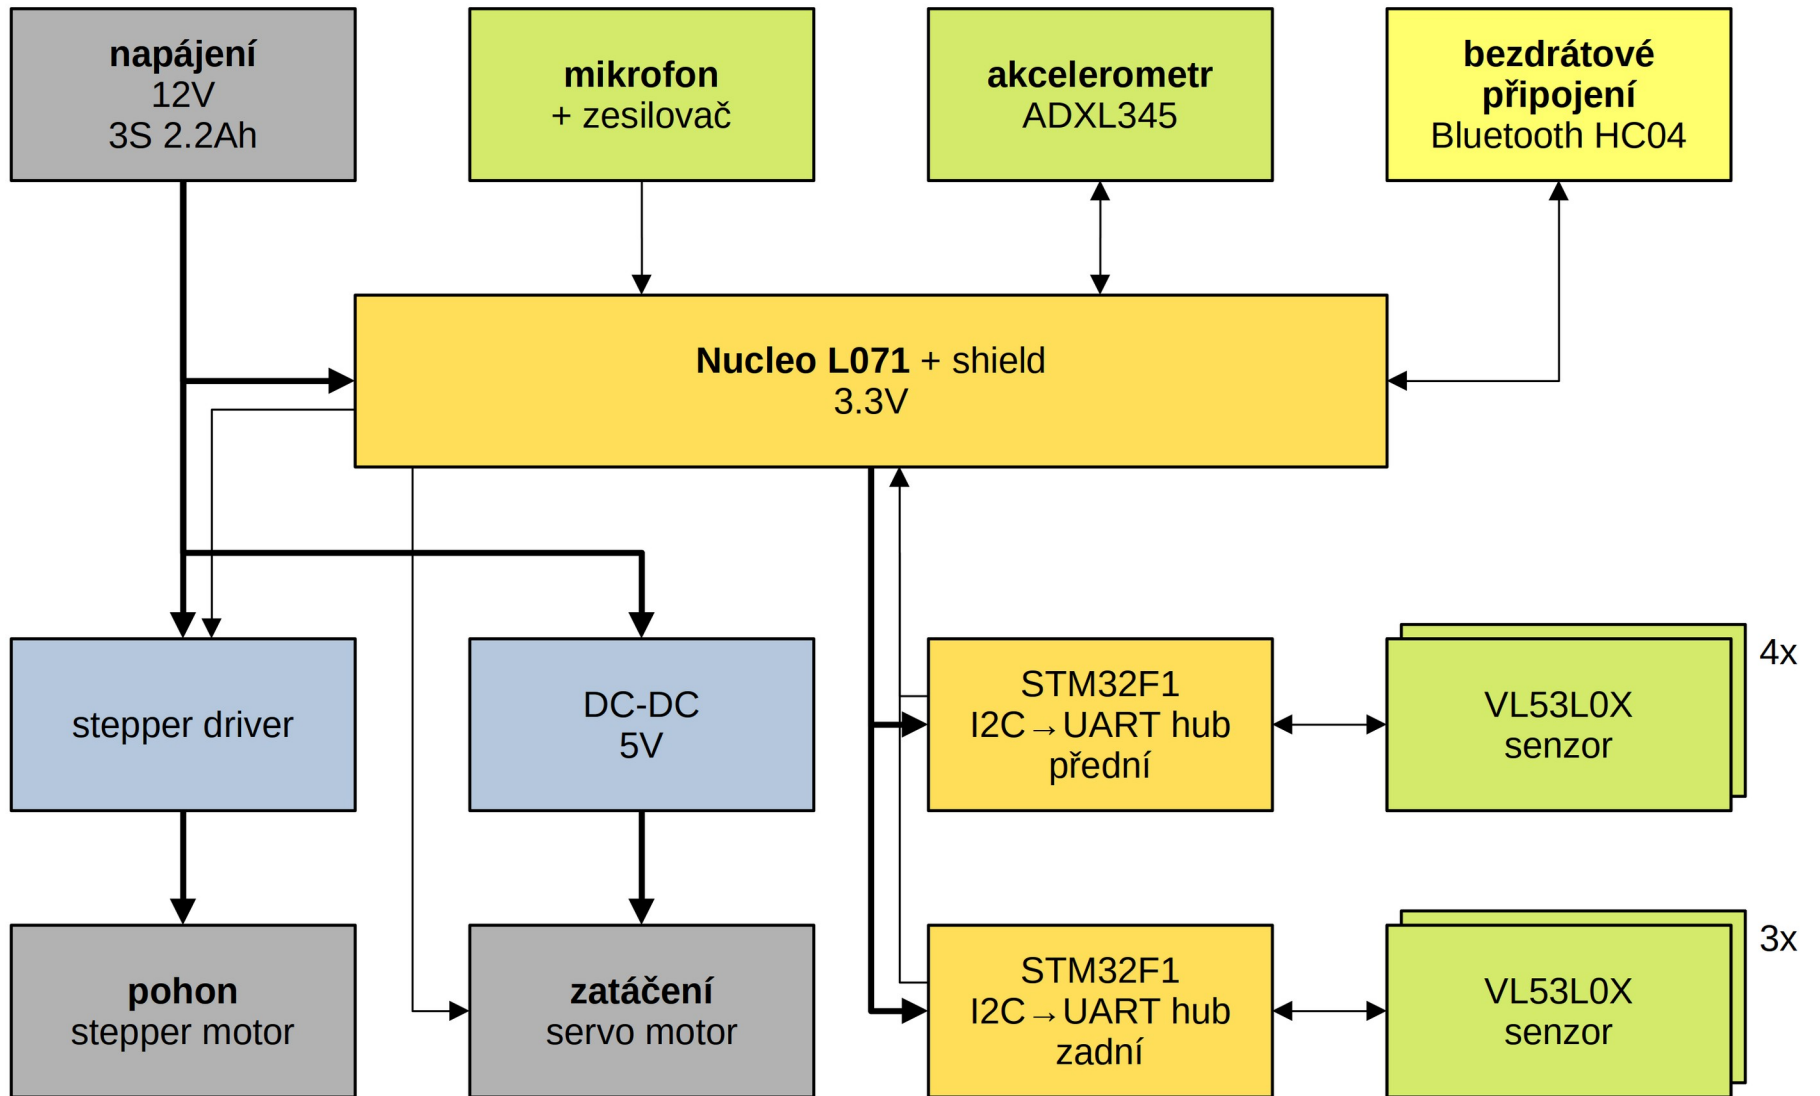 napájení
12V
3S 2.2Ah
mikrofon
+ zesilovač
akcelerometr
ADXL345
bezdrátové
připojení
Bluetooth HC04
Nucleo L071 + shield
3.3V
stepper driver
DC-DC
5V
STM32F1
I2C→UART hub
přední
VL53L0X
senzor
4x
pohon
stepper motor
zatáčení
servo motor
STM32F1
I2C→UART hub
zadní
VL53L0X
senzor
3x